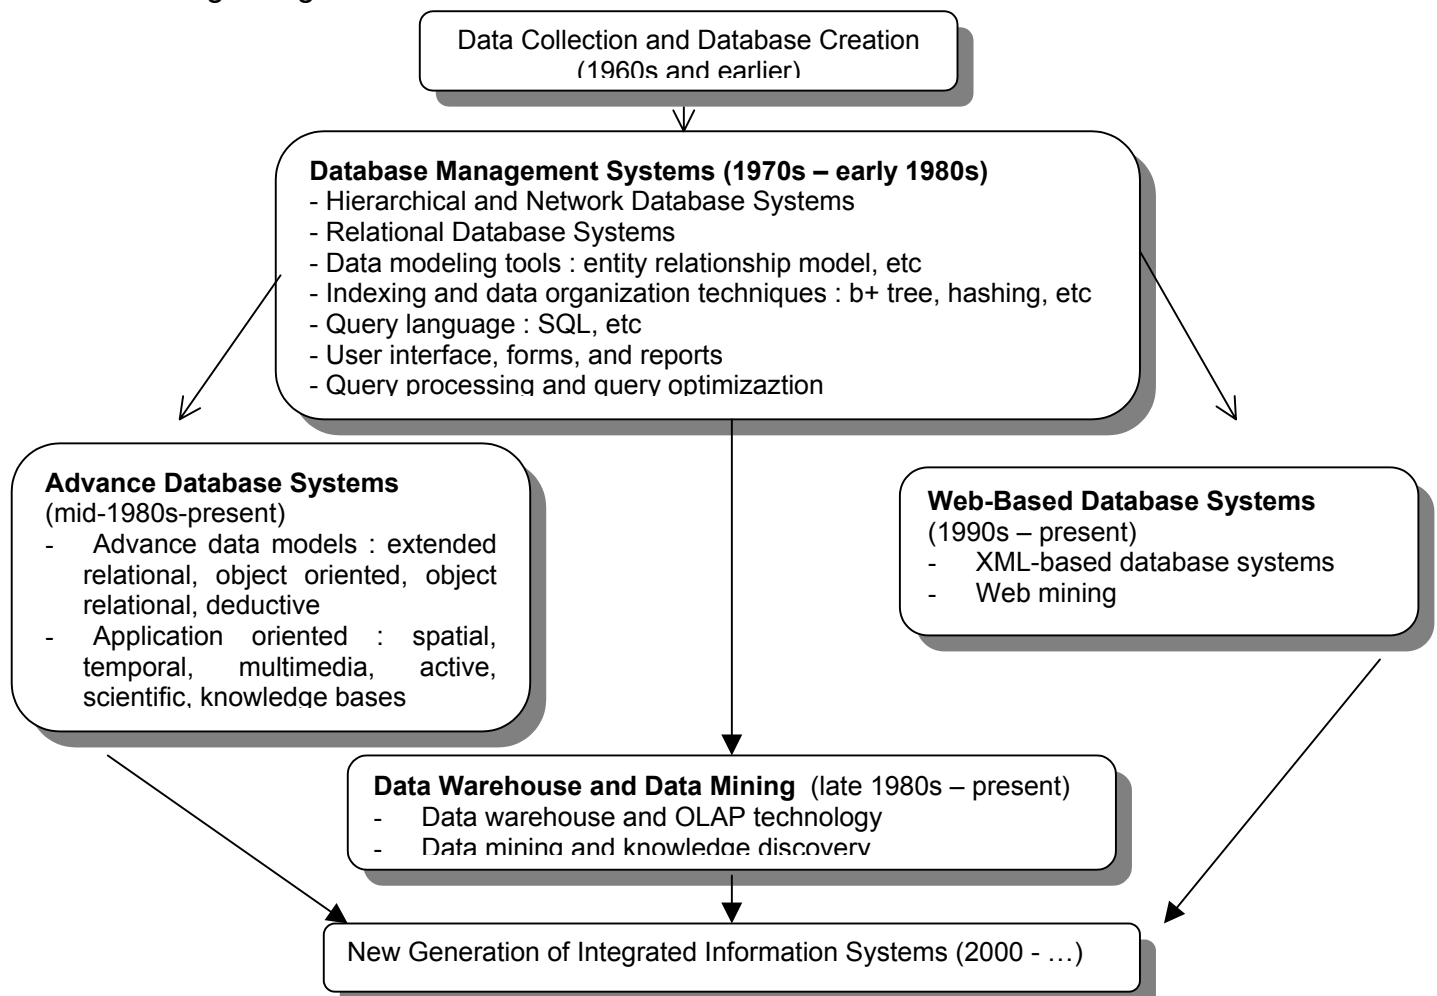 Data Collection and Database Creation
(1960s and earlier)
Database Management Systems (1970s – early 1980s)
- Hierarchical and Network Database Systems
- Relational Database Systems
- Data modeling tools : entity relationship model, etc
- Indexing and data organization techniques : b+ tree, hashing, etc
- Query language : SQL, etc
- User interface, forms, and reports
- Query processing and query optimizaztion
Advance Database Systems
(mid-1980s-present)
- Advance data models : extended
relational, object oriented, object
relational, deductive
- Application oriented : spatial,
temporal, multimedia, active,
scientific, knowledge bases
Web-Based Database Systems
(1990s – present)
- XML-based database systems
- Web mining
Data Warehouse and Data Mining (late 1980s – present)
- Data warehouse and OLAP technology
- Data mining and knowledge discovery
New Generation of Integrated Information Systems (2000 - …)